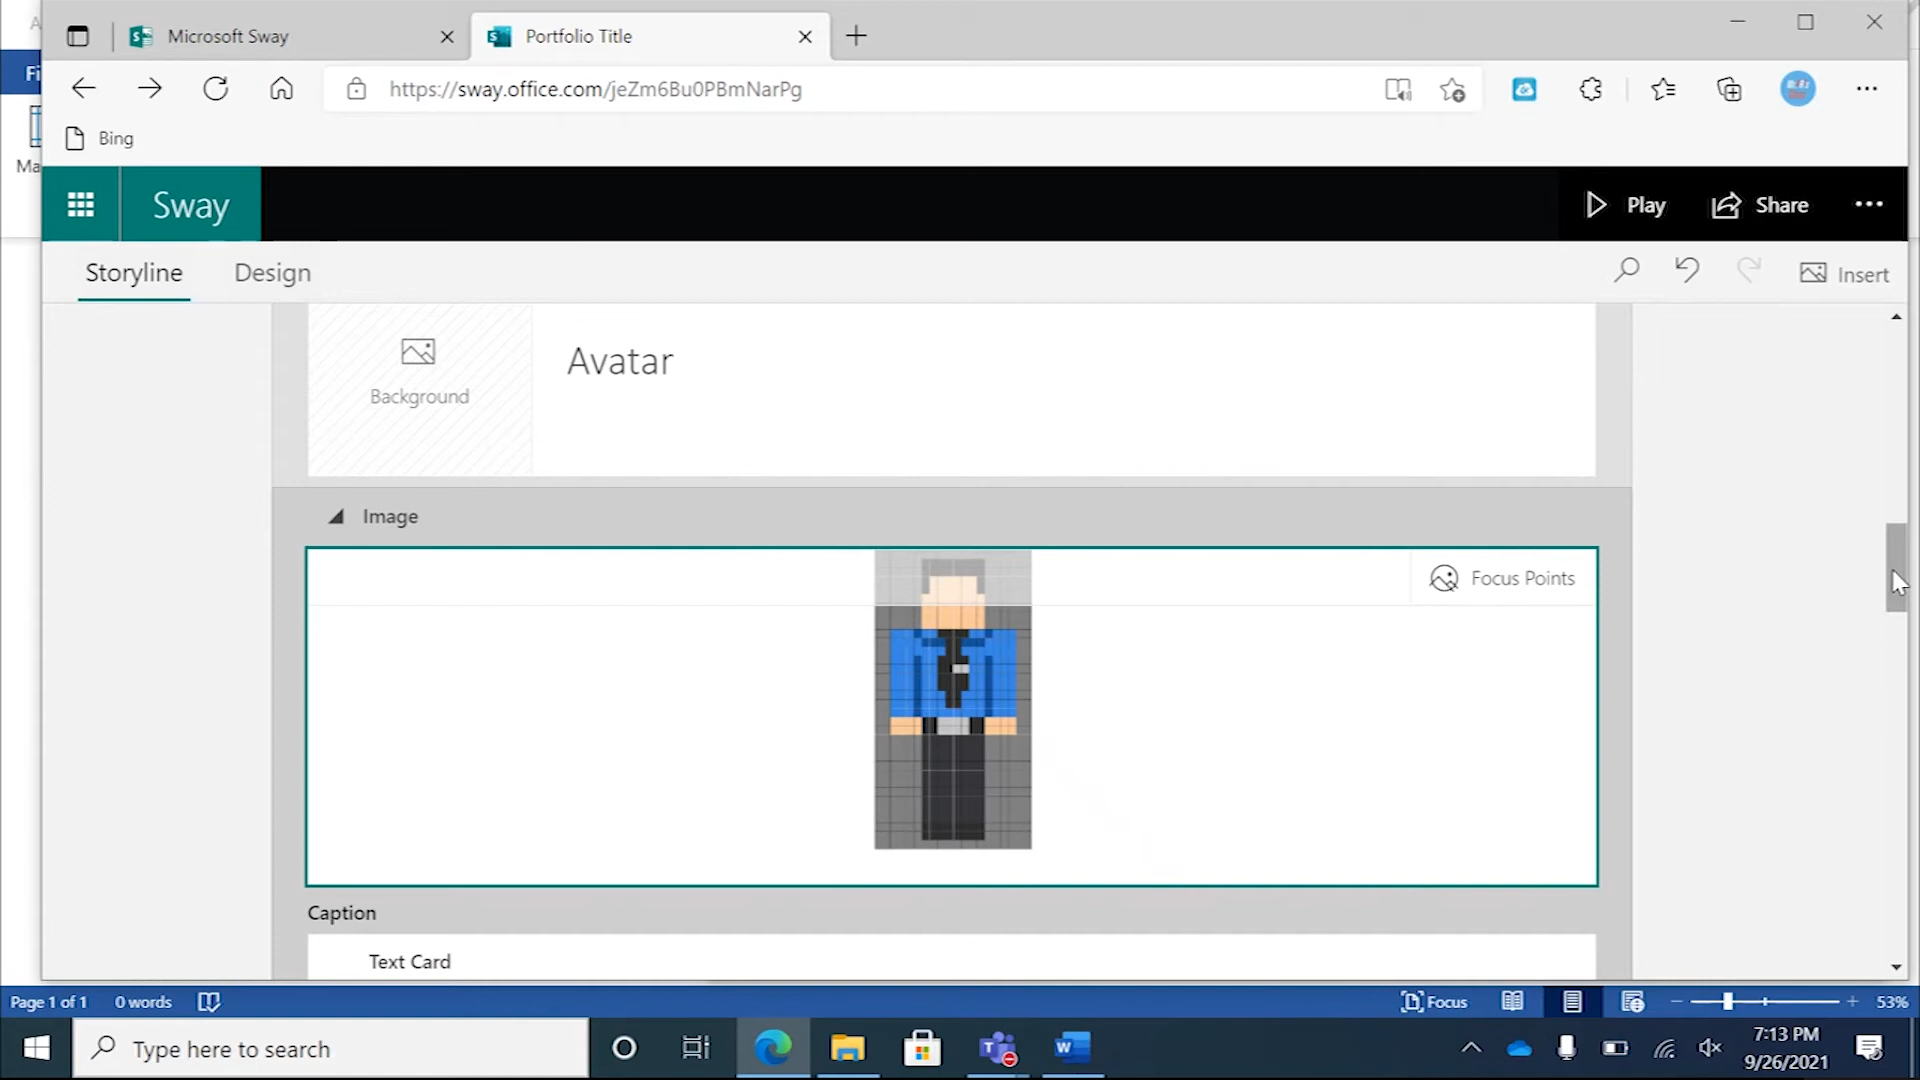 Microsoft Sway
Portfolio Title
Fi
https://sway.office.com/jeZm6Bu0PBmNarPg
Bing
Ma
Sway
Play
Share
Storyline
Design
Insert
Background
Avatar
Image
Focus Points
Caption
Text Card
Page 1 of 1
0 words
Focus
53%
Type here to search
7:13 PM
9/26/2021